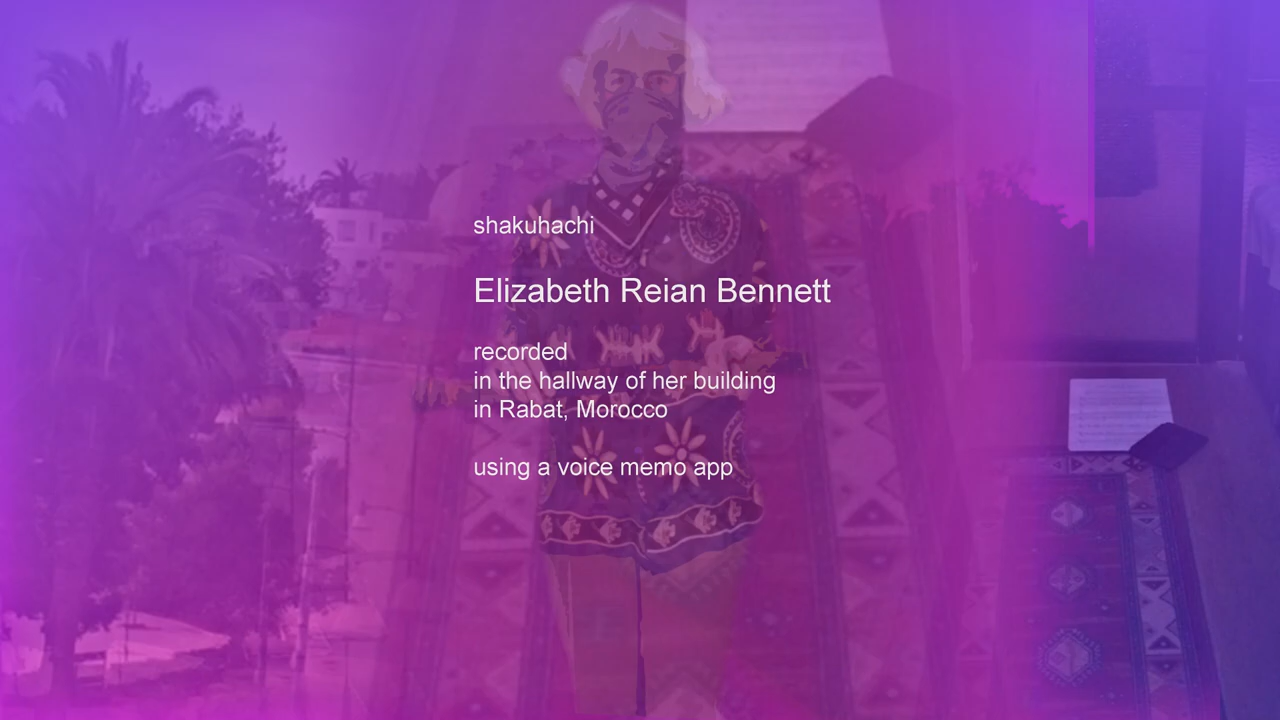 shakuhachi
Elizabeth Reian Bennett
recorded
in the hallway of her building
in Rabat, Morocco
using a voice memo app